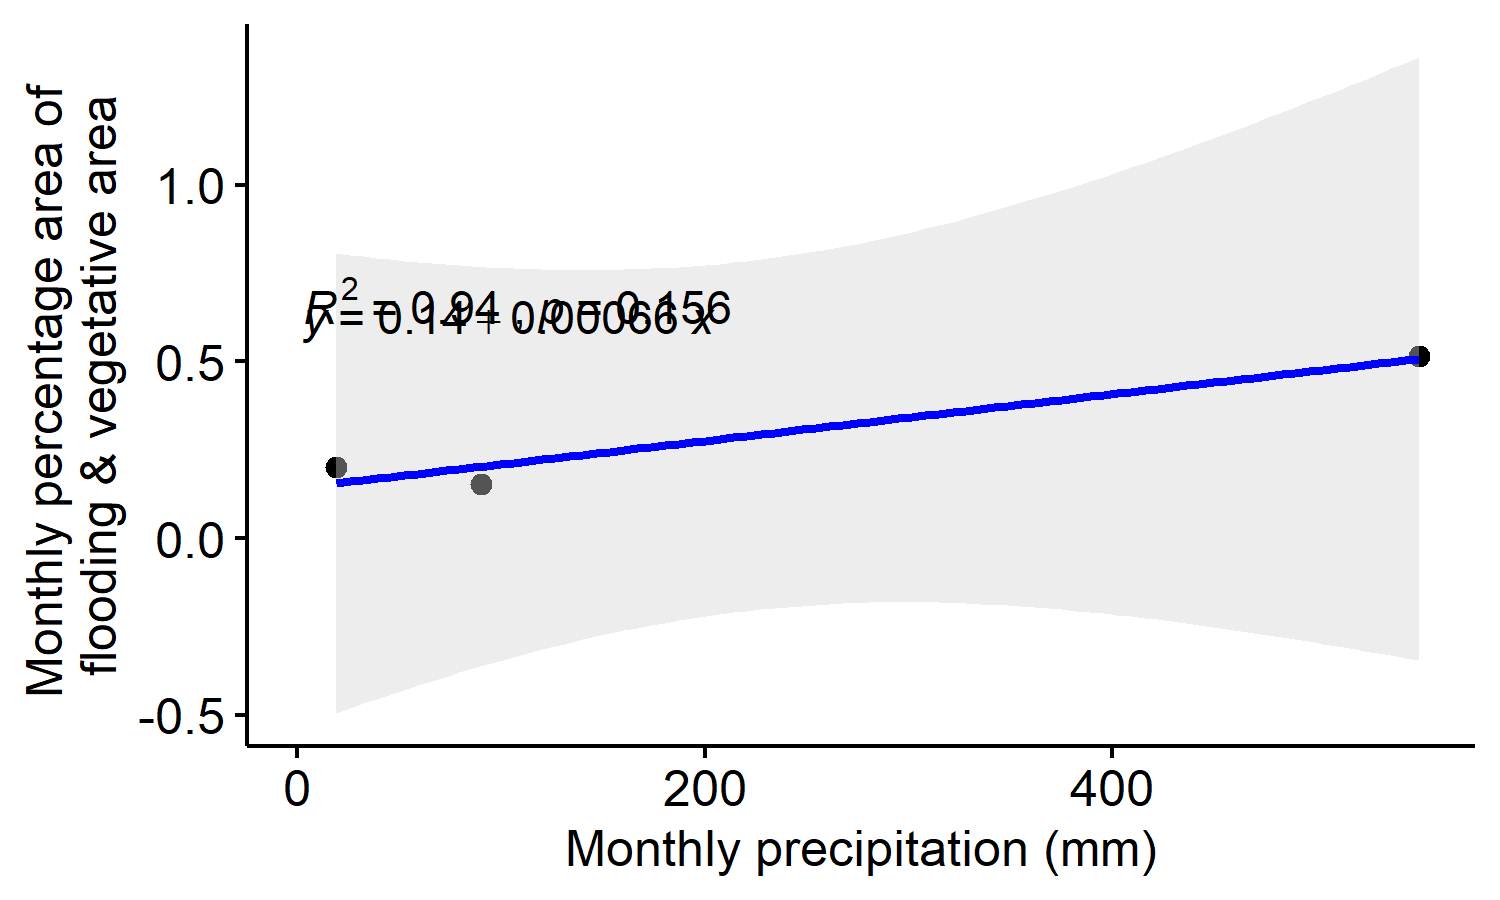 Monthly percentage area of
flooding & vegetative area
1.0
0.5
0.0
-0.5
R² = 0.94, p = 0.156
y = 0.14 + 0.00066 x
0
200
400
Monthly precipitation (mm)